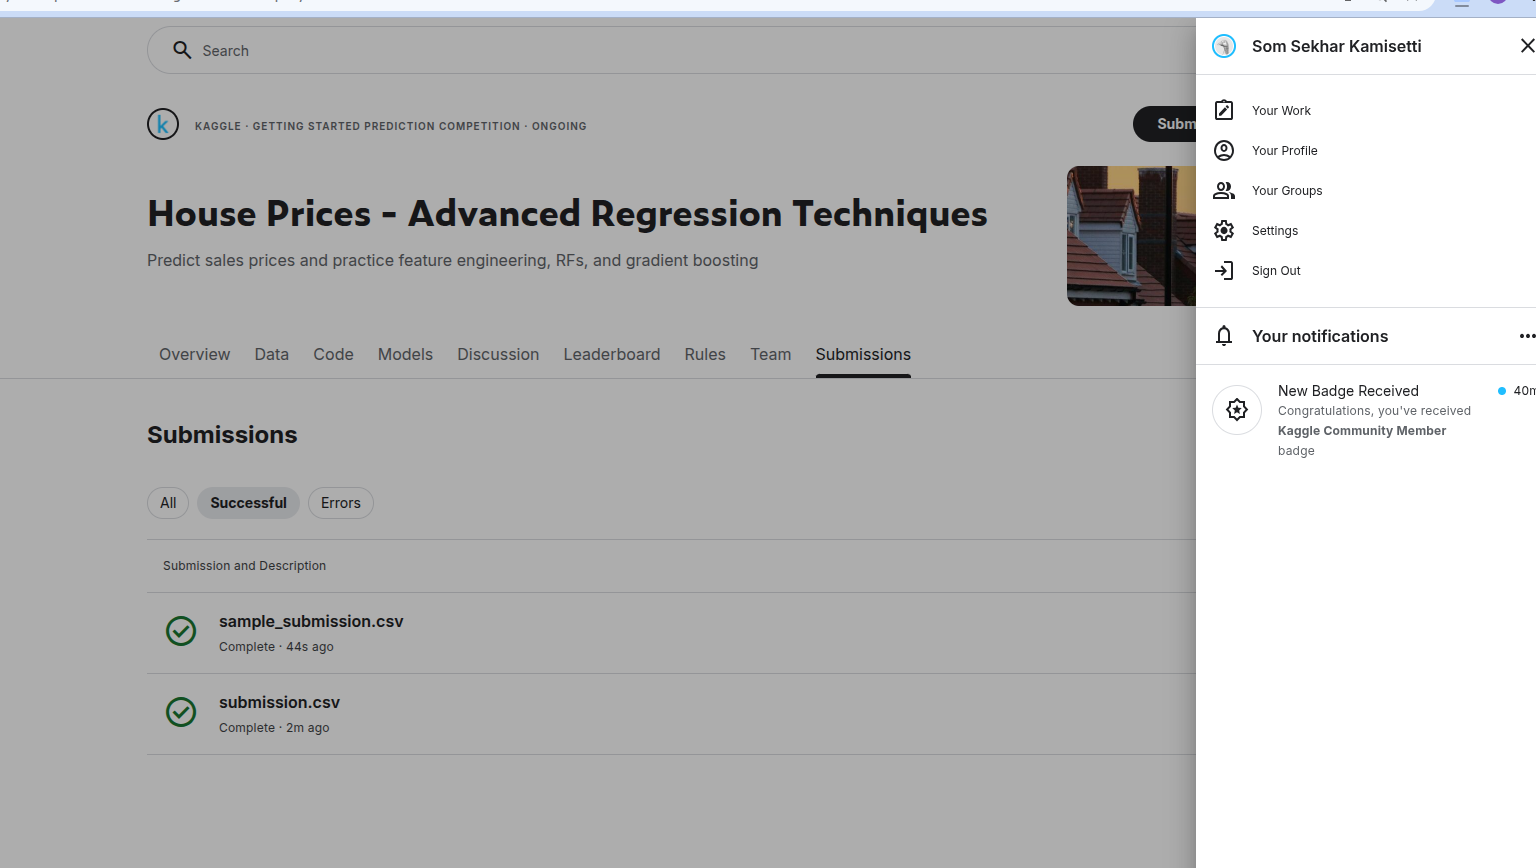 Search
Som Sekhar Kamisetti
k
KAGGLE · GETTING STARTED PREDICTION COMPETITION · ONGOING
Subm
House Prices - Advanced Regression Techniques
Predict sales prices and practice feature engineering, RFs, and gradient boosting
Overview Data Code Models Discussion Leaderboard Rules Team Submissions
Submissions
All Successful Errors
Submission and Description
sample_submission.csv
Complete · 44s ago
submission.csv
Complete · 2m ago
Your Work
Your Profile
Your Groups
Settings
Sign Out
Your notifications
New Badge Received
40m
Congratulations, you've received
Kaggle Community Member
badge